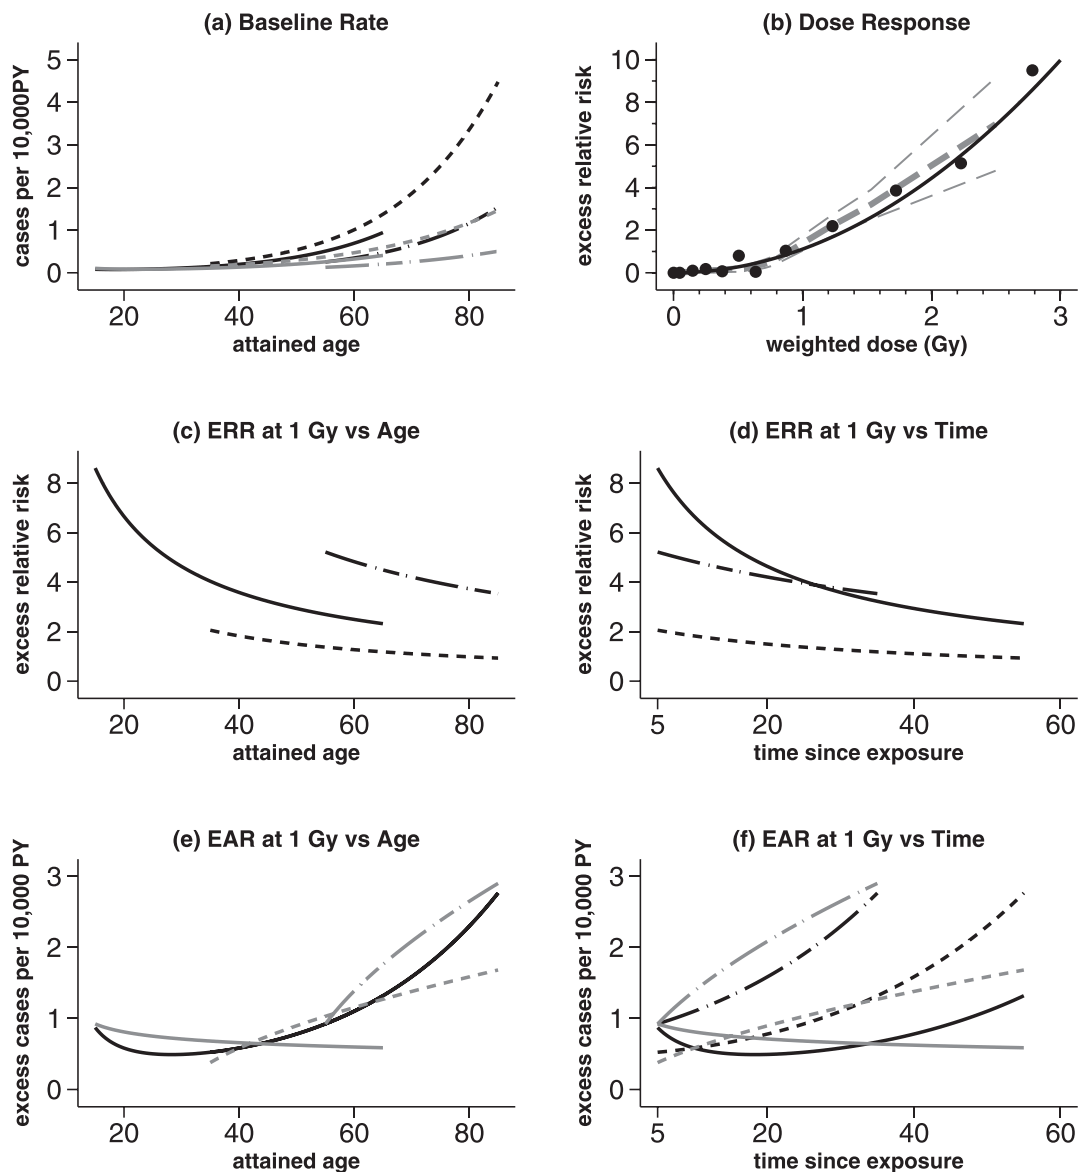 (a) Baseline Rate
cases per 10,000PY
5
4
3
2
1
0
20 40 60 80
attained age
(b) Dose Response
excess relative risk
10
8
6
4
2
0
0 1 2 3
weighted dose (Gy)
(c) ERR at 1 Gy vs Age
excess relative risk
8
6
4
2
0
20 40 60 80
attained age
(d) ERR at 1 Gy vs Time
excess relative risk
8
6
4
2
0
5 20 40 60
time since exposure
(e) EAR at 1 Gy vs Age
excess cases per 10,000 PY
3
2
1
0
20 40 60 80
attained age
(f) EAR at 1 Gy vs Time
excess cases per 10,000 PY
3
2
1
0
5 20 40 60
time since exposure